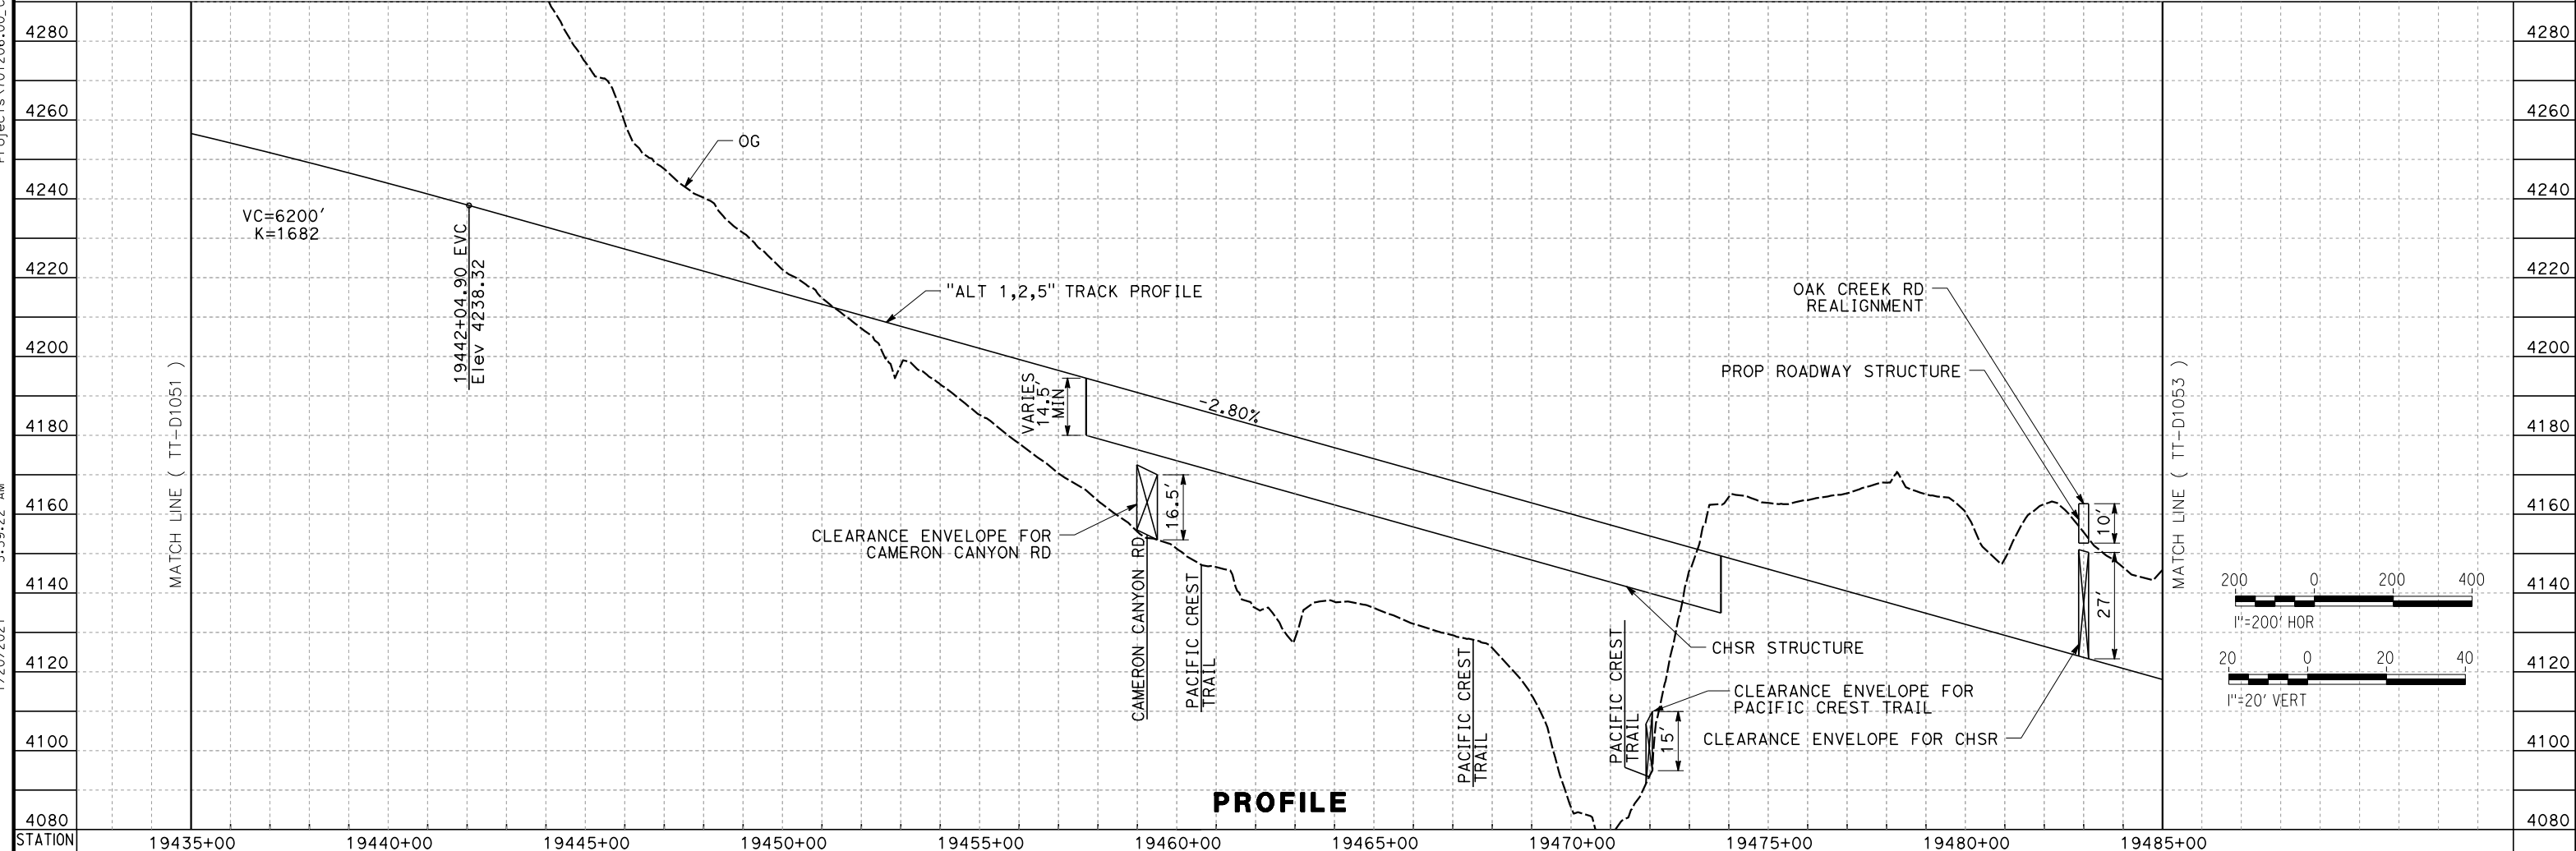 4280
4260
4240
4220
4200
4180
4160
4140
4120
4100
4080
STATION
MATCH LINE ( TT-D1051 )
VC=6200'
K=1682
19442+04.90 EVC
Elev 4238.32
OG
"ALT 1,2,5" TRACK PROFILE
VARIES
14.5'
MIN
-2.80%
16.5'
CLEARANCE ENVELOPE FOR
CAMERON CANYON RD
CAMERON CANYON RD
PACIFIC CREST
TRAIL
PACIFIC CREST
TRAIL
PACIFIC CREST
TRAIL
15'
CHSR STRUCTURE
CLEARANCE ENVELOPE FOR
PACIFIC CREST TRAIL
CLEARANCE ENVELOPE FOR CHSR
OAK CREEK RD
REALIGNMENT
PROP ROADWAY STRUCTURE
10'
27'
MATCH LINE ( TT-D1053 )
200 0 200 400
1"=200' HOR
20 0 20 40
1"=20' VERT
4280
4260
4240
4220
4200
4180
4160
4140
4120
4100
4080
PROFILE
19435+00 19440+00 19445+00 19450+00 19455+00 19460+00 19465+00 19470+00 19475+00 19480+00 19485+00